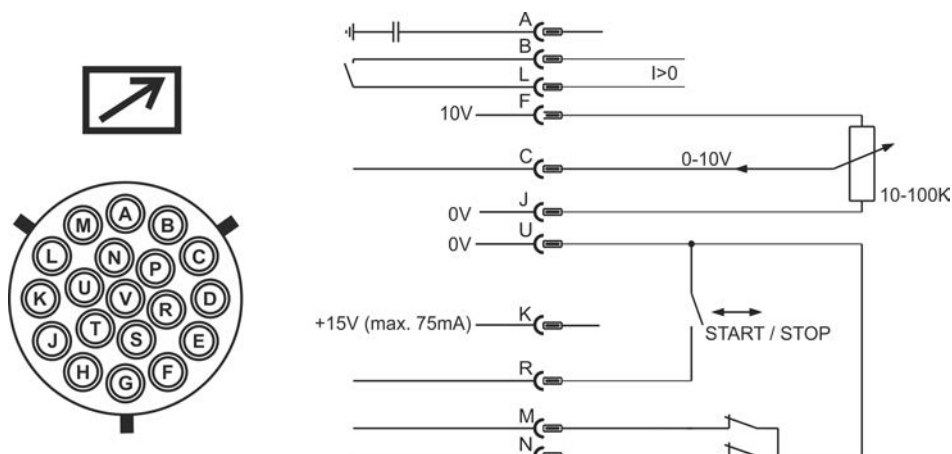 A
B
L
I>0
F
10V
C
0-10V
10-100K
J
0V
U
0V
K
+15V (max. 75mA)
START / STOP
R
M
N
A
M
B
L
N
P
C
K
U
V
R
D
J
T
S
E
H
G
F